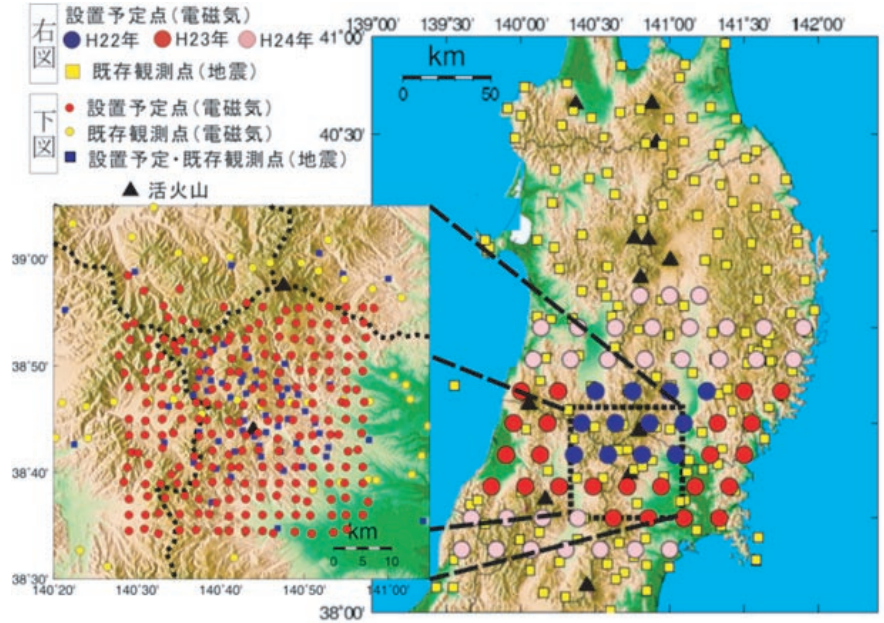 右図
設置予定点(電磁気)
H22年 H23年 H24年
既存観測点(地震)
下図
設置予定点(電磁気)
既存観測点(電磁気)
設置予定・既存観測点(地震)
活火山
139°00' 139°30' 140°00' 140°30' 141°00' 141°30' 142°00'
41°00'
km
0 50
40°30'
39°00'
38°50'
38°40'
km
0 5 10
38°30'
140°20' 140°30' 140°40' 140°50' 141°00'
38°00'